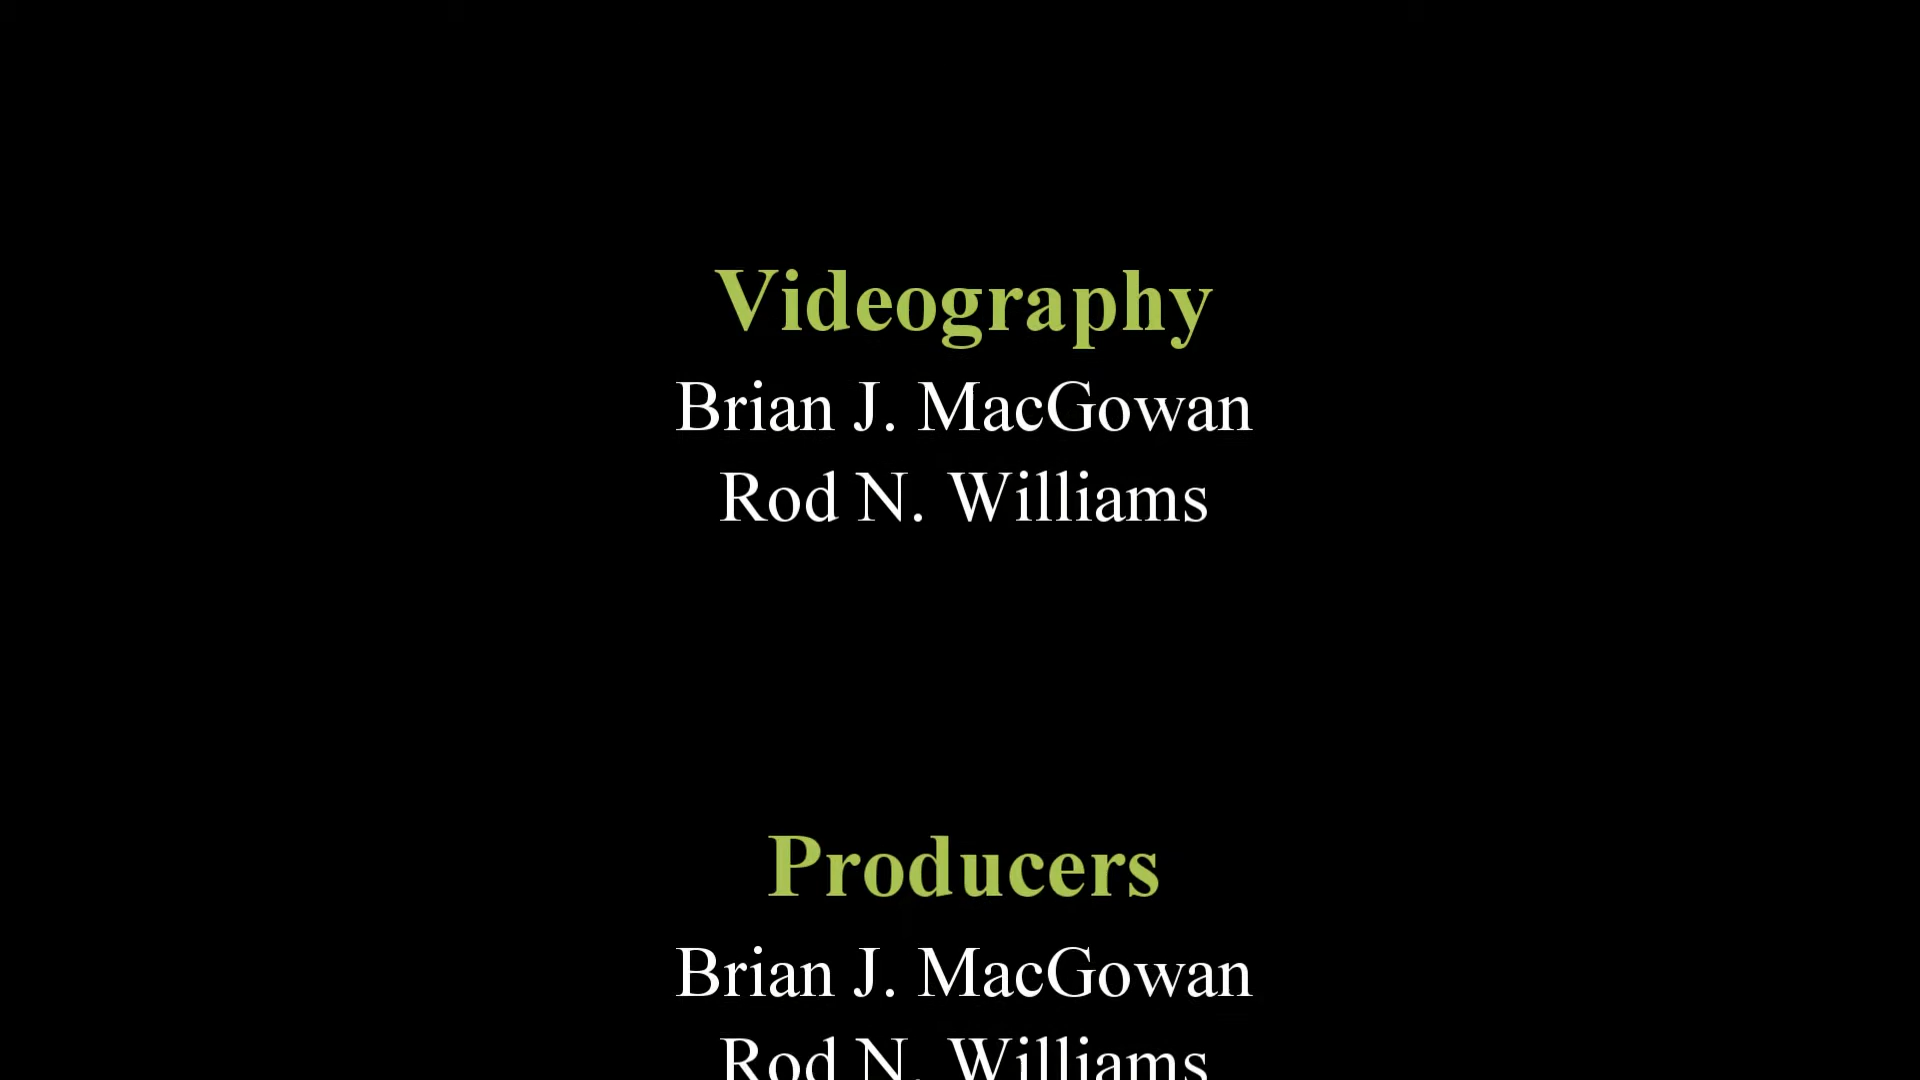 Videography
Brian J. MacGowan
Rod N. Williams
Producers
Brian J. MacGowan
Rod N. Williams